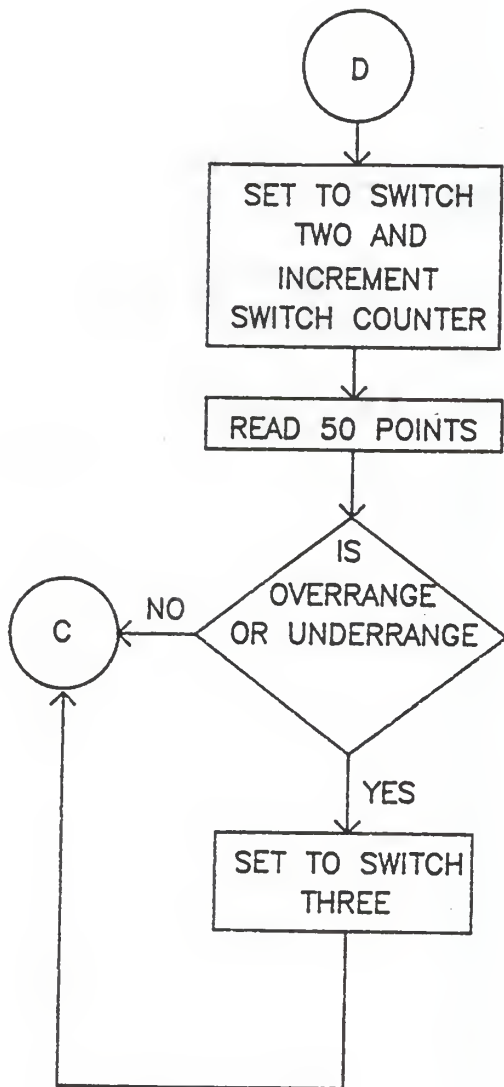 D
SET TO SWITCH
TWO AND
INCREMENT
SWITCH COUNTER
READ 50 POINTS
IS
OVERRANGE
OR UNDERRANGE
NO
C
YES
SET TO SWITCH
THREE